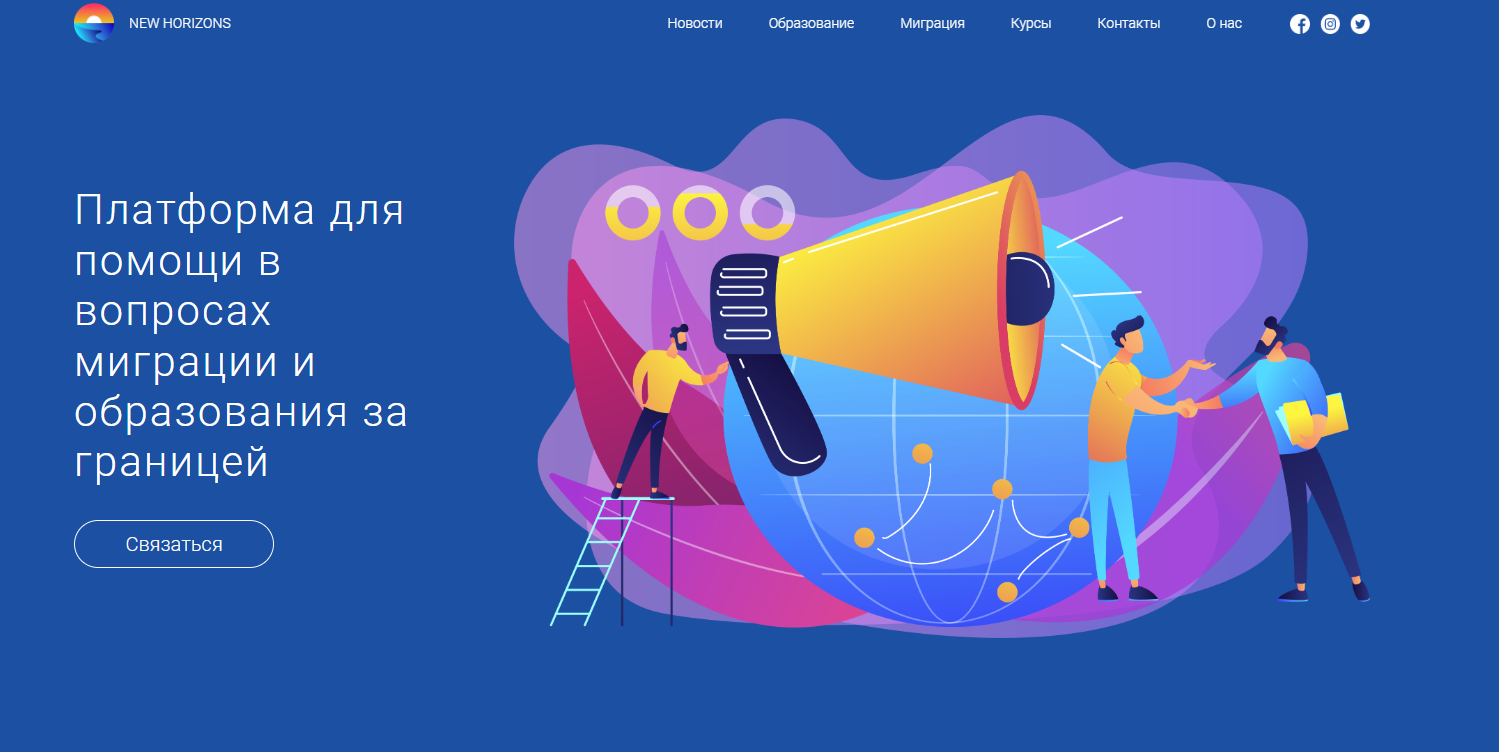 NEW HORIZONS
Новости
Образование
Миграция
Курсы
Контакты
О нас
Платформа для
помощи в
вопросах
миграции и
образования за
границей
Связаться